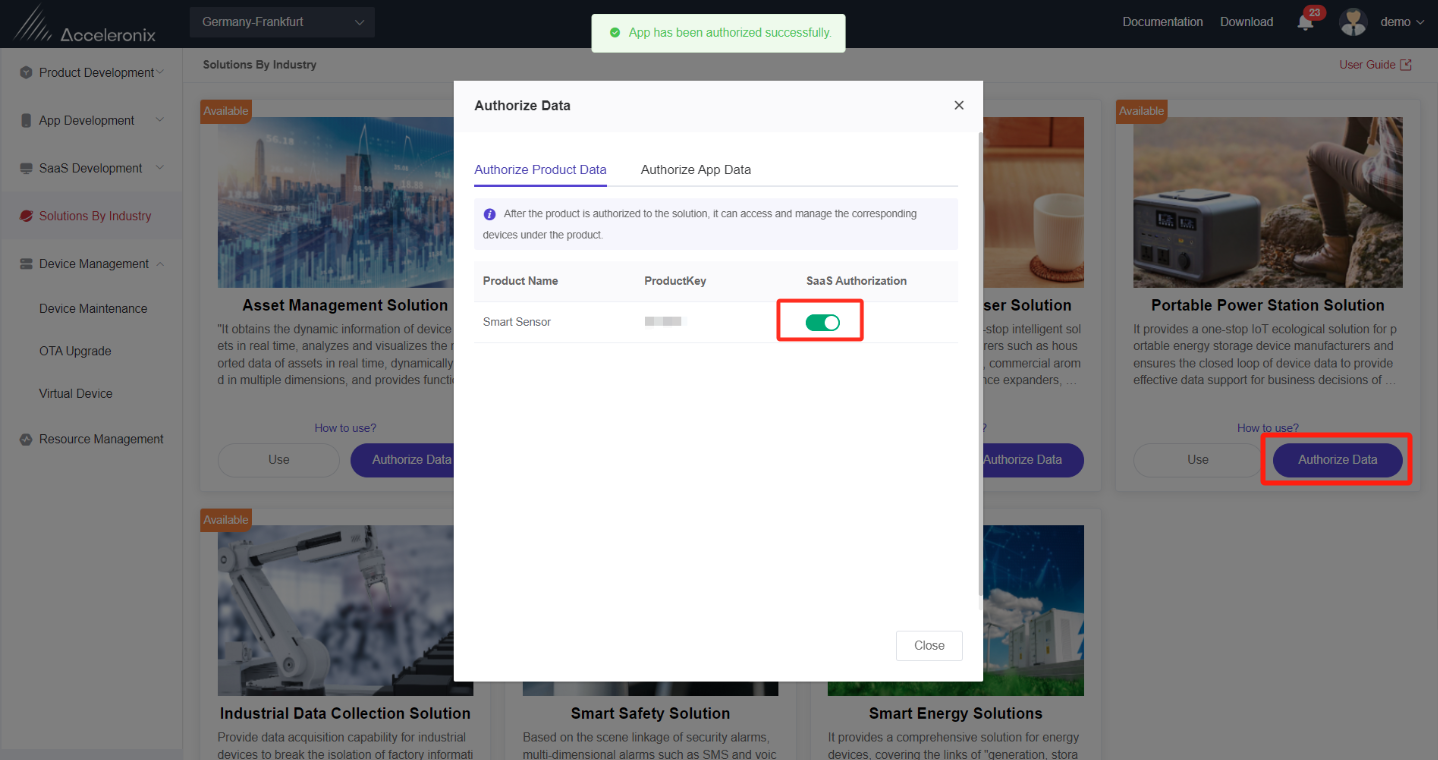 Acceleronix
Germany-Frankfurt
App has been authorized successfully.
Documentation
Download
23
demo
Product Development
App Development
SaaS Development
Solutions By Industry
Device Management
Device Maintenance
OTA Upgrade
Virtual Device
Resource Management
Solutions By Industry
User Guide
Authorize Data
Authorize Product Data
Authorize App Data
After the product is authorized to the solution, it can access and manage the corresponding
devices under the product.
Product Name
ProductKey
SaaS Authorization
Smart Sensor
Close
Available
56.18
Asset Management Solution
"It obtains the dynamic information of device
ets in real time, analyzes and visualizes the
orted data of assets in real time, dynamically
d in multiple dimensions, and provides functi
How to use?
Use
Authorize Data
ser Solution
-stop intelligent sol
rers such as hous
, commercial arom
nce expanders, ...
?
Authorize Data
Available
Portable Power Station Solution
It provides a one-stop IoT ecological solution for p
ortable energy storage device manufacturers and
ensures the closed loop of device data to provide
effective data support for business decisions of ...
How to use?
Use
Authorize Data
Available
Industrial Data Collection Solution
Provide data acquisition capability for industrial
devices to break the isolation of factory informati
Smart Safety Solution
Based on the scene linkage of security alarms,
multi-dimensional alarms such as SMS and voic
Smart Energy Solutions
It provides a comprehensive solution for energy
devices, covering the links of "generation, stora